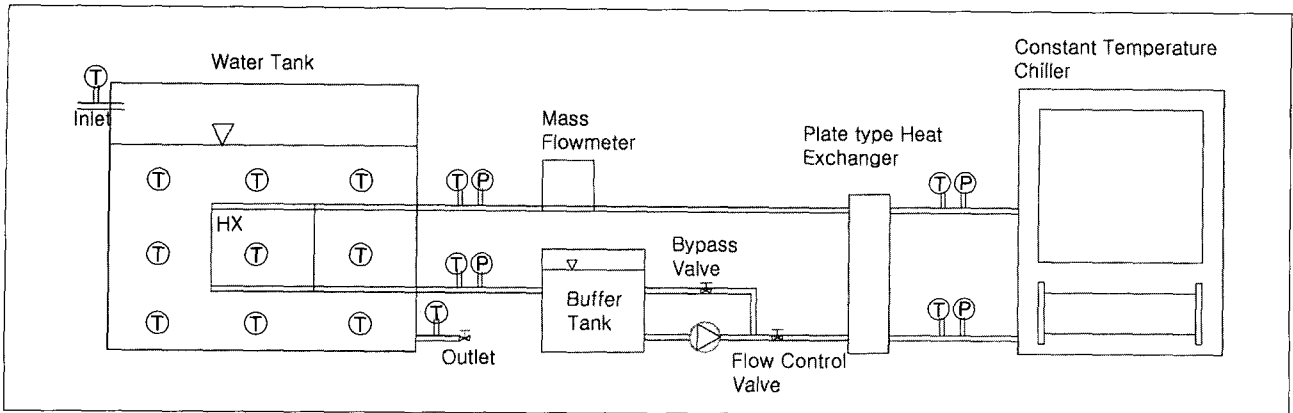 Water Tank
Constant Temperature
Chiller
T
Inlet
Mass
Flowmeter
Plate type Heat
Exchanger
T T T
T P
T P
HX
T T T
T P
Bypass
Valve
Buffer
Tank
T T T
T
T P
Outlet
Flow Control
Valve